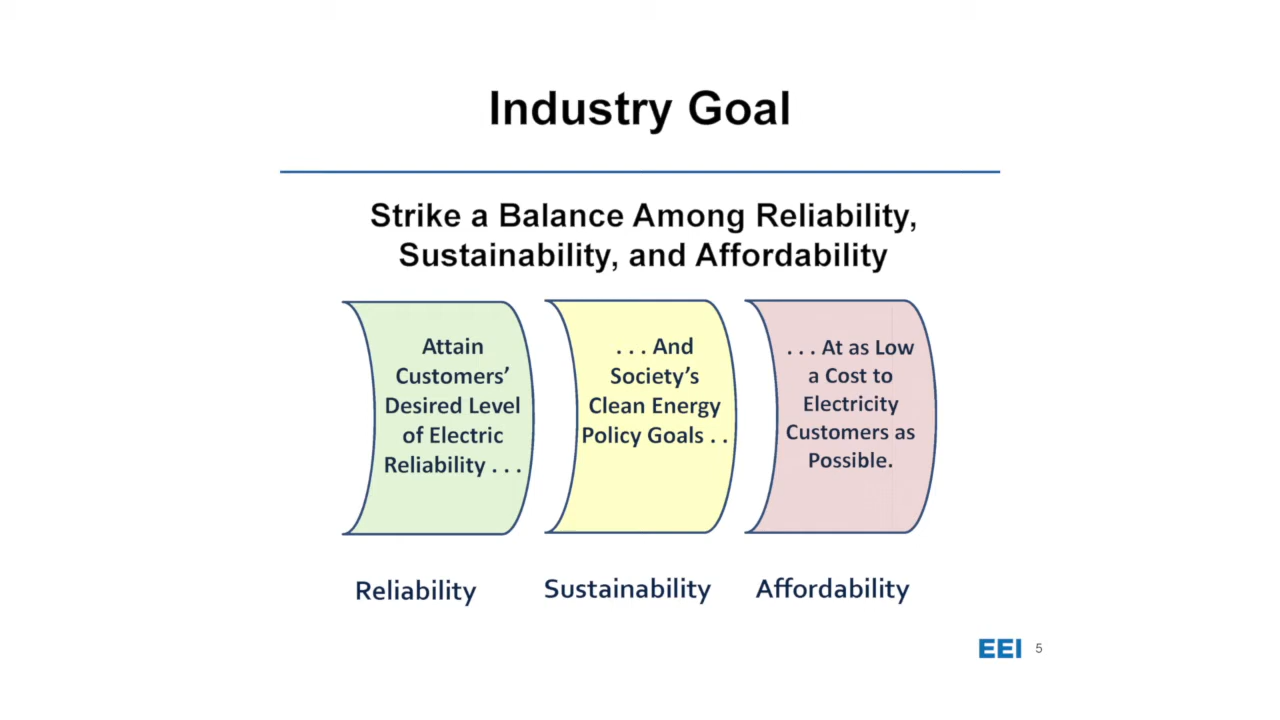 Industry Goal
Strike a Balance Among Reliability,
Sustainability, and Affordability
Attain
Customers’
Desired Level
of Electric
Reliability . . .
. . . And
Society’s
Clean Energy
Policy Goals . .
. . . At as Low
a Cost to
Electricity
Customers as
Possible.
Reliability
Sustainability
Affordability
EEI
5